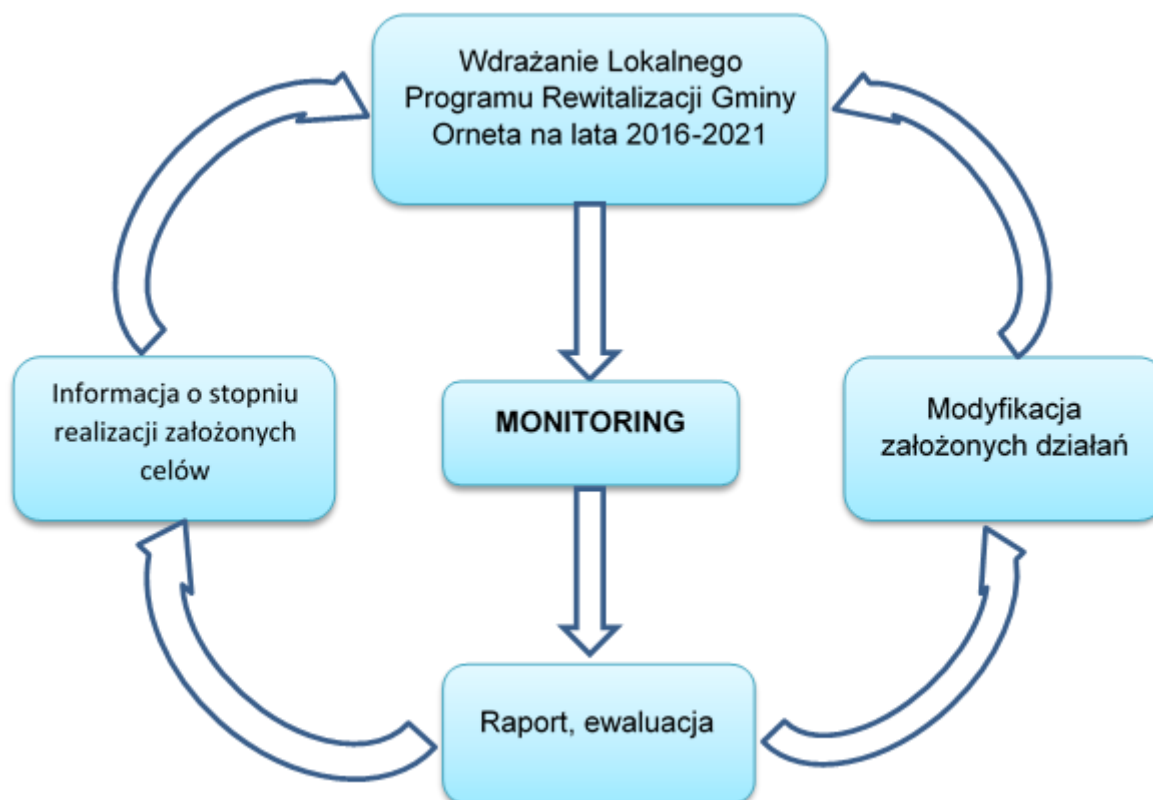 Wdrażanie Lokalnego
Programu Rewitalizacji Gminy
Orneta na lata 2016-2021
Informacja o stopniu
realizacji założonych
celów
MONITORING
Modyfikacja
założonych działań
Raport, ewaluacja